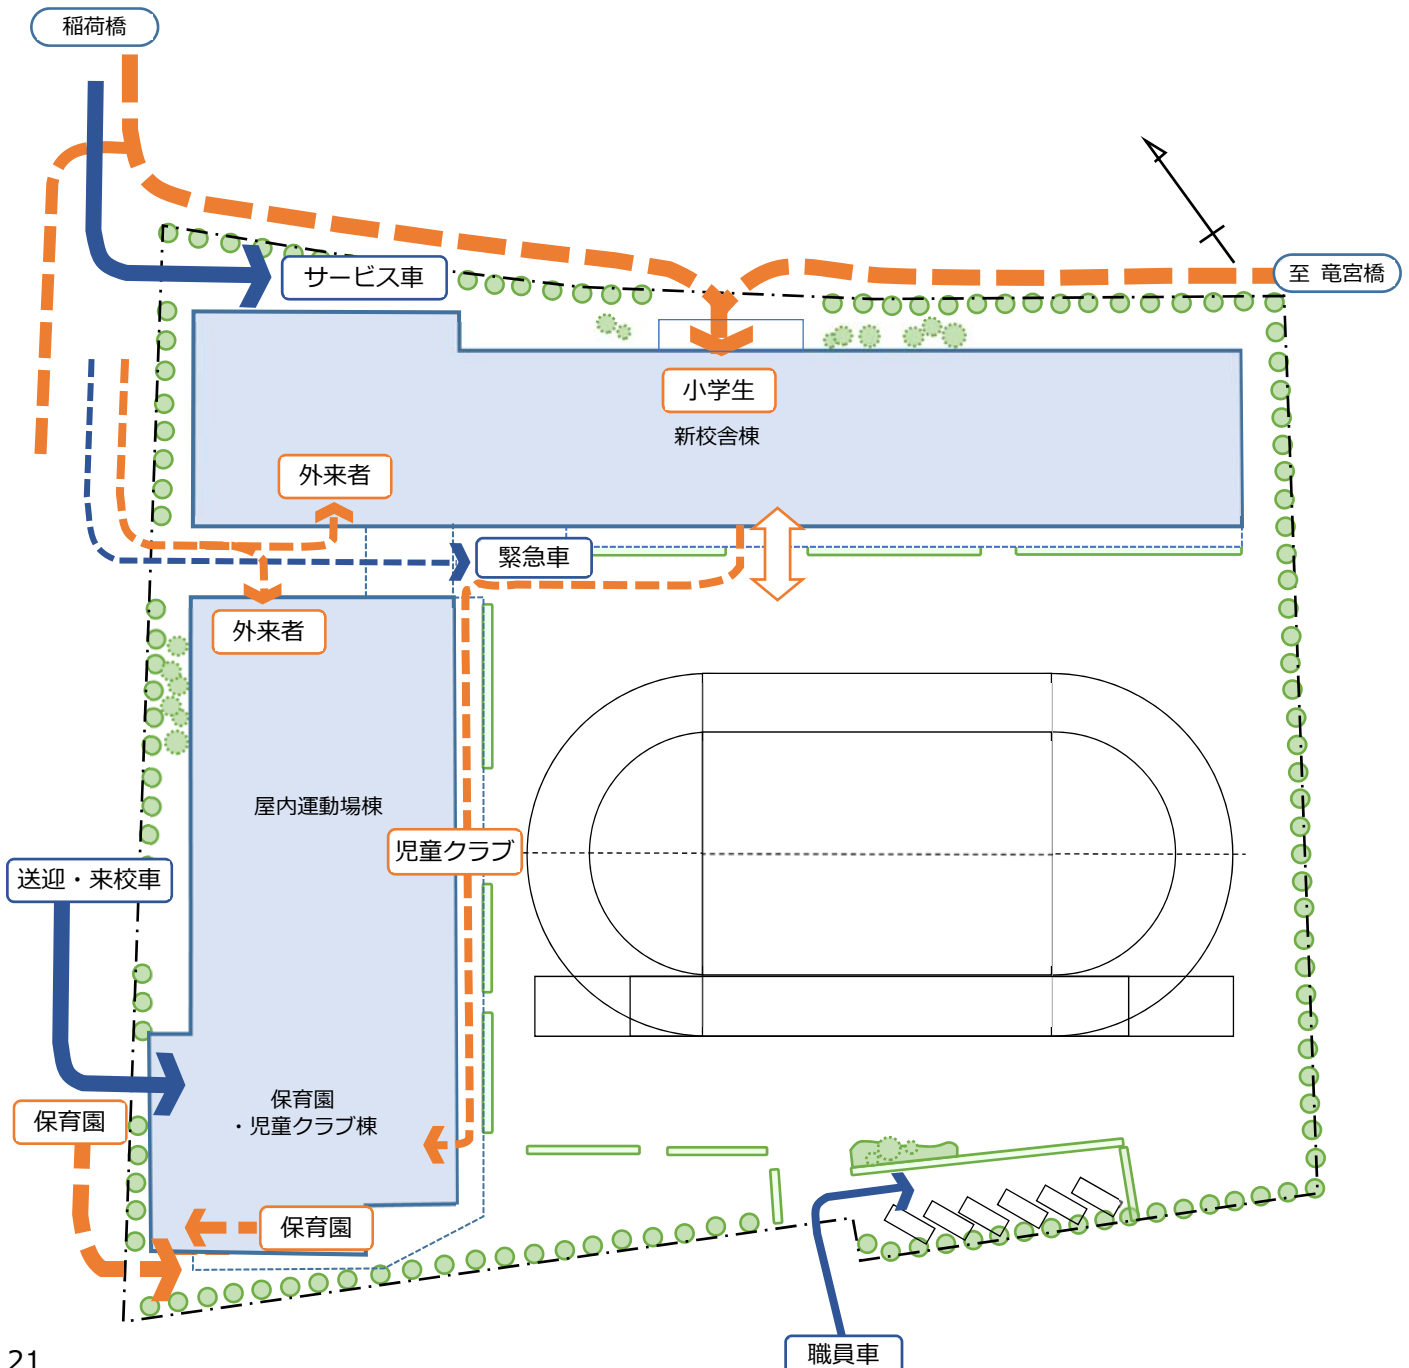 稲荷橋
サービス車
至 竜宮橋
小学生
新校舎棟
外来者
緊急車
外来者
屋内運動場棟
児童クラブ
送迎・来校車
保育園
・児童クラブ棟
保育園
保育園
職員車
21